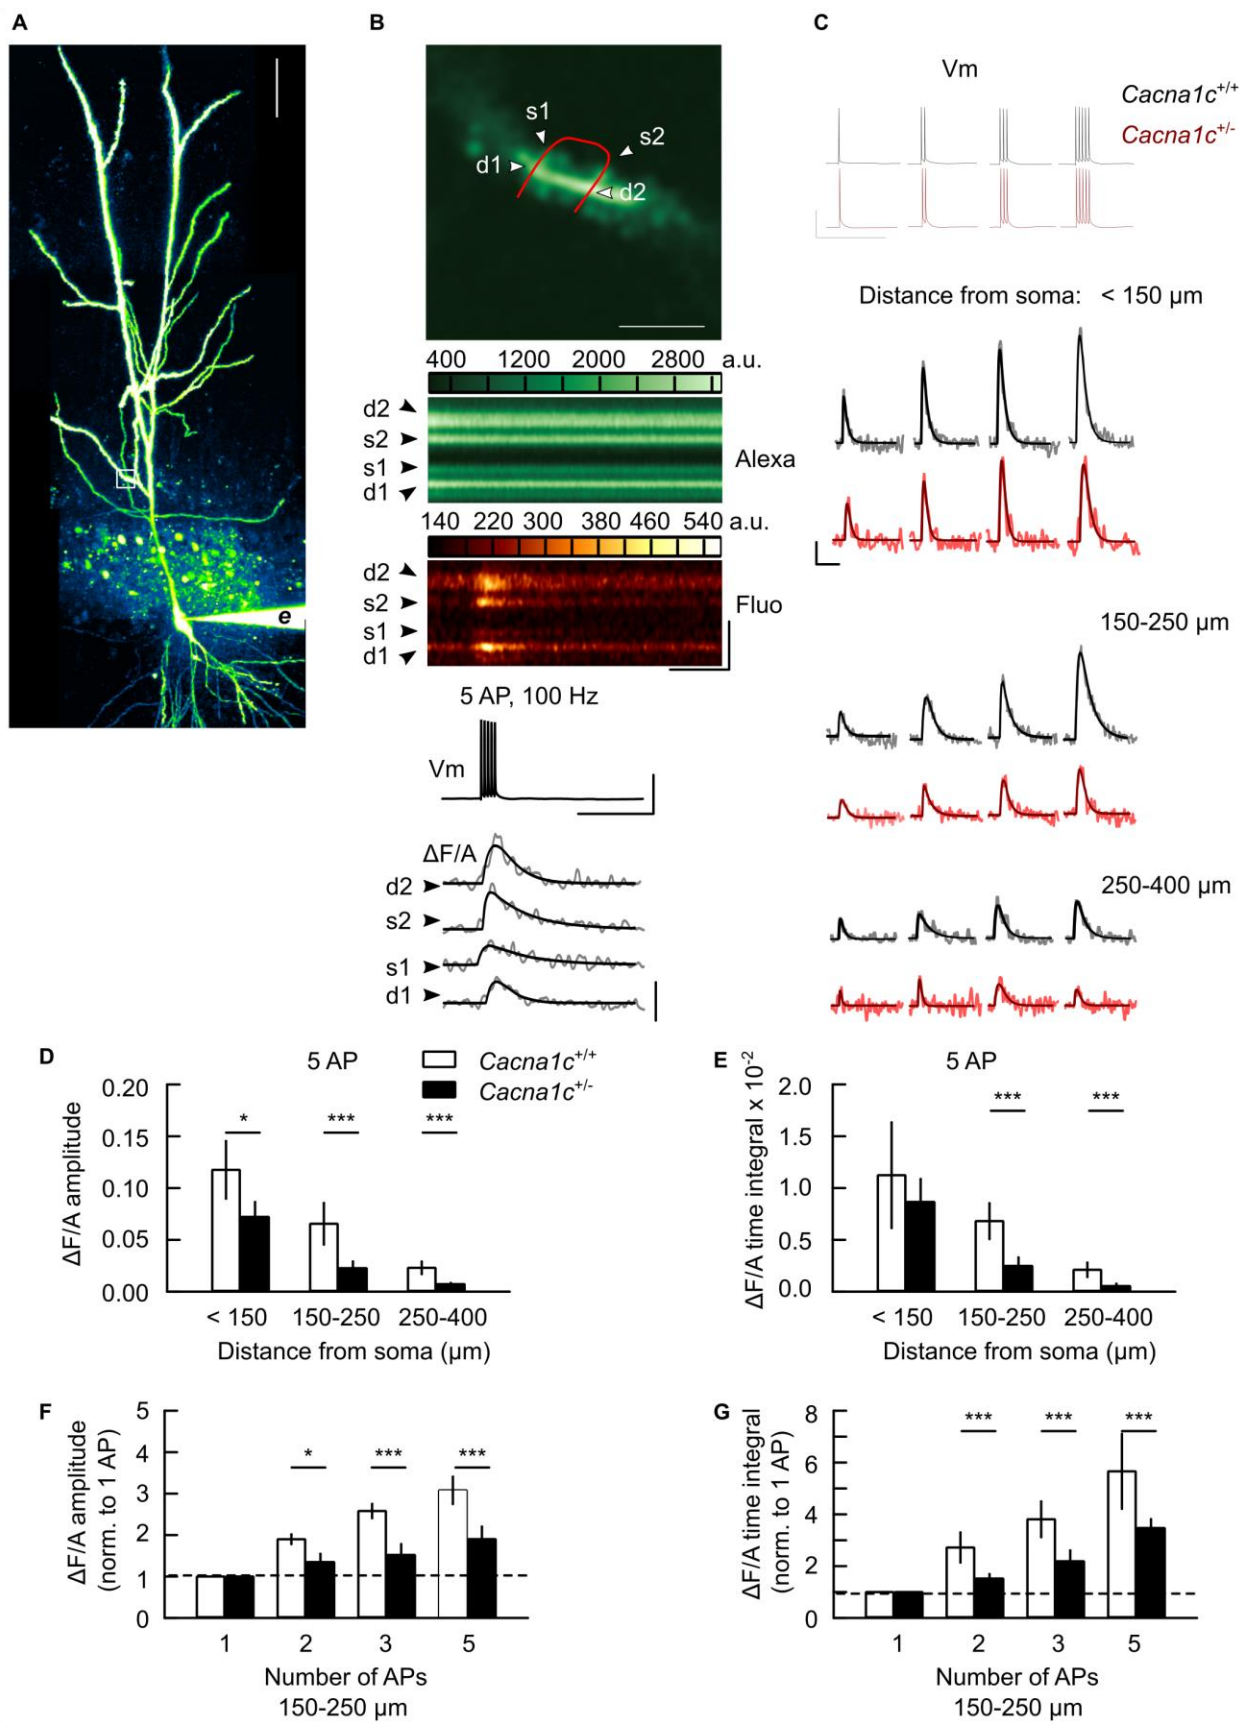 A
e
B
s1
s2
d1
d2
400 1200 2000 2800 a.u.
d2
s2
s1
d1
Alexa
140 220 300 380 460 540 a.u.
d2
s2
s1
d1
Fluo
5 AP, 100 Hz
Vm
ΔF/A
d2
s2
s1
d1
C
Vm
Cacna1c+/+
Cacna1c+/-
Distance from soma: < 150 µm
150-250 µm
250-400 µm
D
5 AP
Cacna1c+/+
Cacna1c+/-
ΔF/A amplitude
0.20
0.15
0.10
0.05
0.00
* *** ***
< 150 150-250 250-400
Distance from soma (µm)
E
5 AP
ΔF/A time integral x 10-2
2.0
1.5
1.0
0.5
0.0
*** ***
< 150 150-250 250-400
Distance from soma (µm)
F
ΔF/A amplitude
(norm. to 1 AP)
5
4
3
2
1
0
* *** ***
1 2 3 5
Number of APs
150-250 µm
G
ΔF/A time integral
(norm. to 1 AP)
8
6
4
2
0
*** *** ***
1 2 3 5
Number of APs
150-250 µm